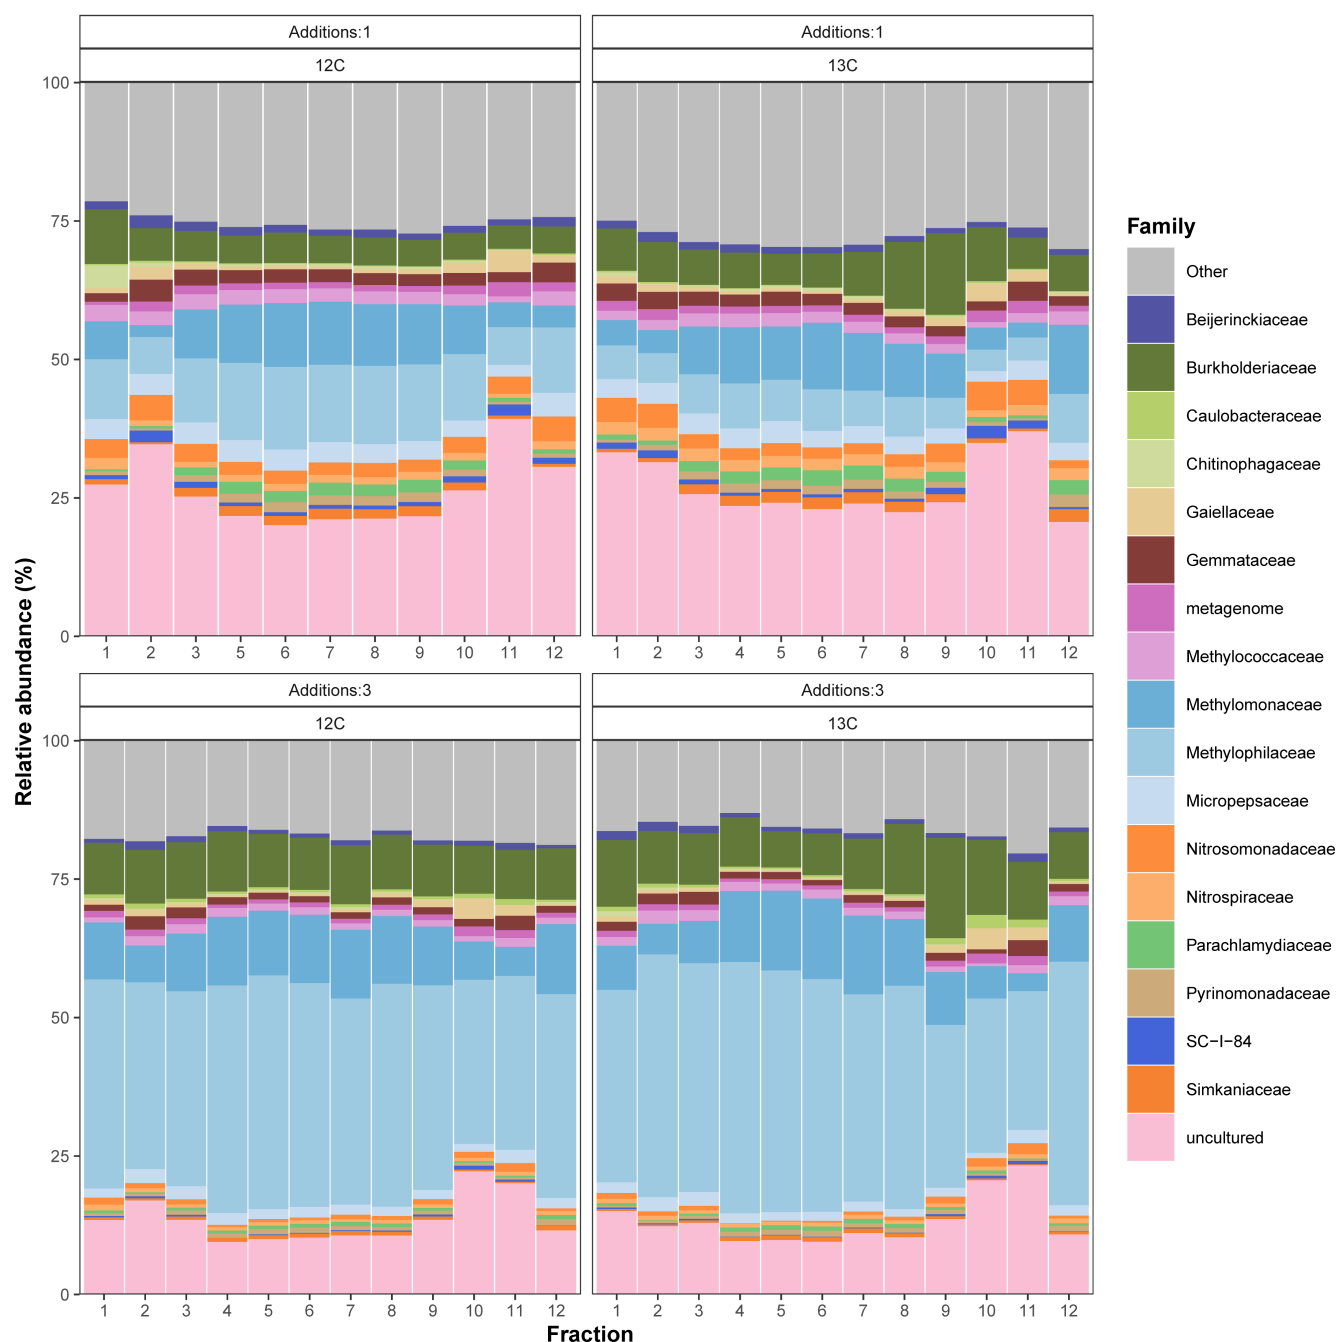 Additions:1
Additions:1
12C
13C
100
75
50
25
0
1 2 3 5 6 7 8 9 10 11 12
1 2 3 4 5 6 7 8 9 10 11 12
Additions:3
Additions:3
12C
13C
100
75
50
25
0
1 2 3 4 5 6 7 8 9 10 11 12
1 2 3 4 5 6 7 8 9 10 11 12
Relative abundance (%)
Fraction
Family
Other
Beijerinckiaceae
Burkholderiaceae
Caulobacteraceae
Chitinophagaceae
Gaiellaceae
Gemmataceae
metagenome
Methylococcaceae
Methylomonaceae
Methylophilaceae
Micropepsaceae
Nitrosomonadaceae
Nitrospiraceae
Parachlamydiaceae
Pyrinomonadaceae
SC−I−84
Simkaniaceae
uncultured